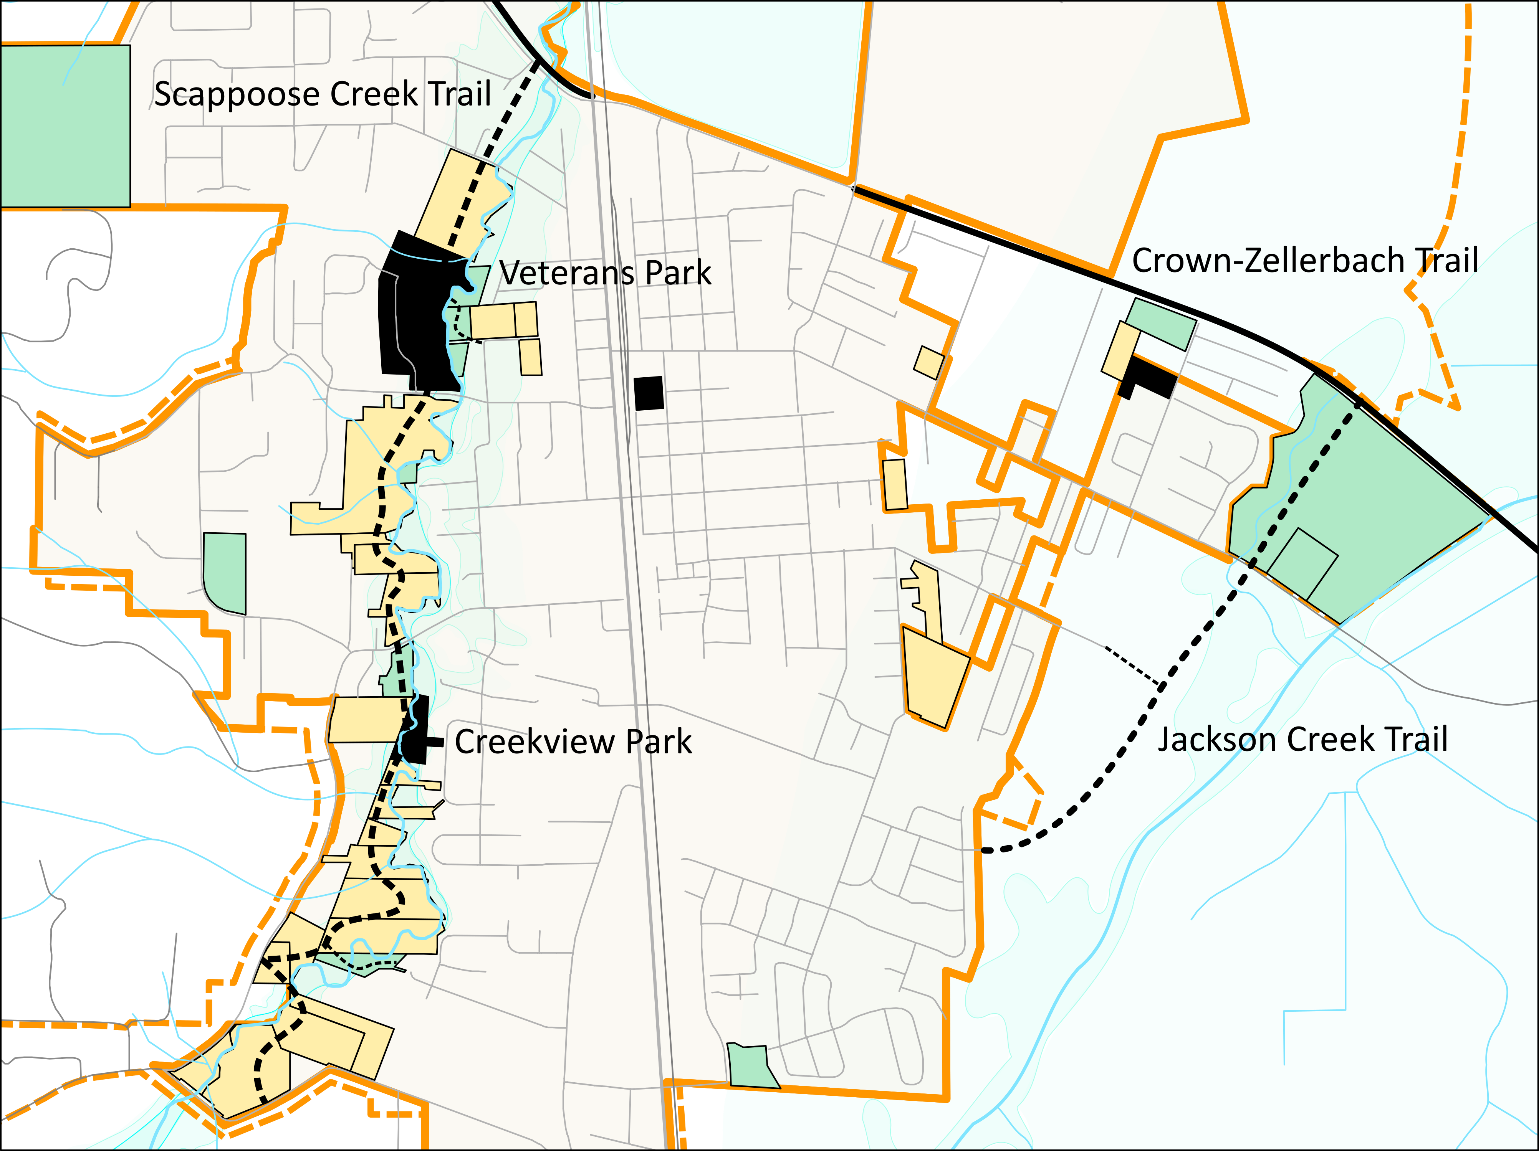 Scappoose Creek Trail
Veterans Park
Crown-Zellerbach Trail
Creekview Park
Jackson Creek Trail